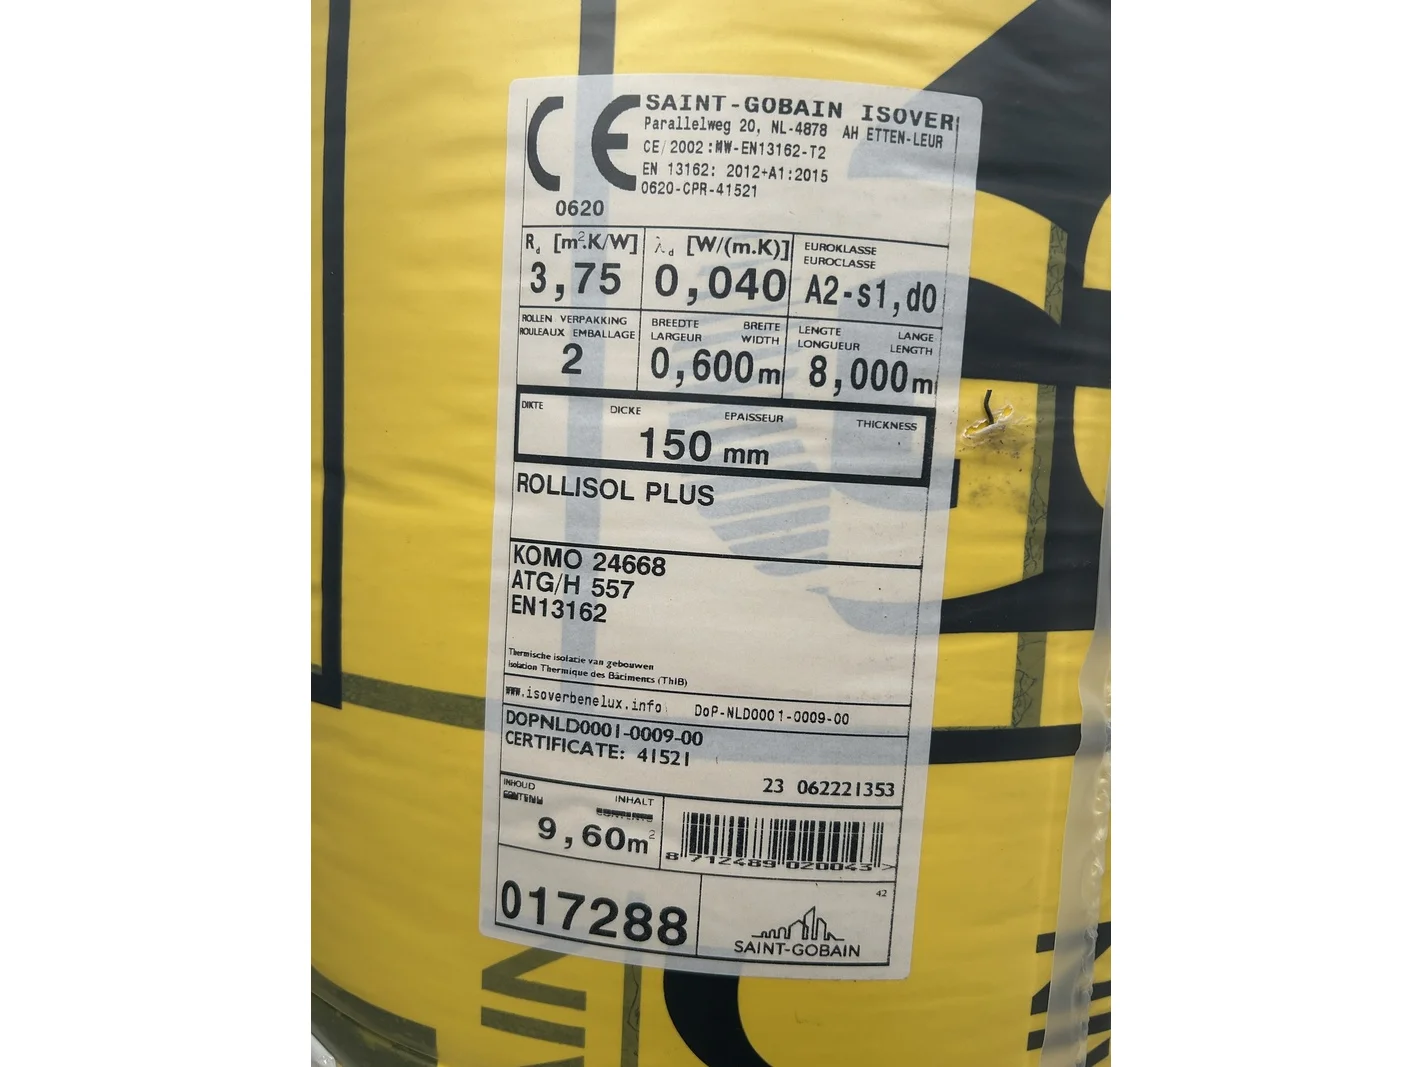 CE
SAINT-GOBAIN ISOVER
Parallelweg 20, NL-4878 AH ETTEN-LEUR
CE/2002:MW-EN13162-T2
EN 13162: 2012+A1:2015
0620-CPR-41521
0620
Rd [m².K/W] λd [W/(m.K)] EUROKLASSE
EUROCLASSE
3,75 0,040 A2-s1,d0
ROLLEN VERPAKKING BREEDTE BREITE LENGTE LANGE
ROULEAUX EMBALLAGE LARGEUR WIDTH LONGUEUR LENGTH
2 0,600m 8,000m
DIKTE DICKE EPAISSEUR THICKNESS
150 mm
ROLLISOL PLUS
KOMO 24668
ATG/H 557
EN13162
Thermische isolatie van gebouwen
Isolation Thermique des Bâtiments (ThIB)
www.isoverbenelux.info DoP-NLD0001-0009-00
DOPNLD0001-0009-00
CERTIFICATE: 41521
23 062221353
INHOUD INHALT
CONTENU CONTENTS
9,60m²
8 712489 020043 >
017288
42
SAINT-GOBAIN